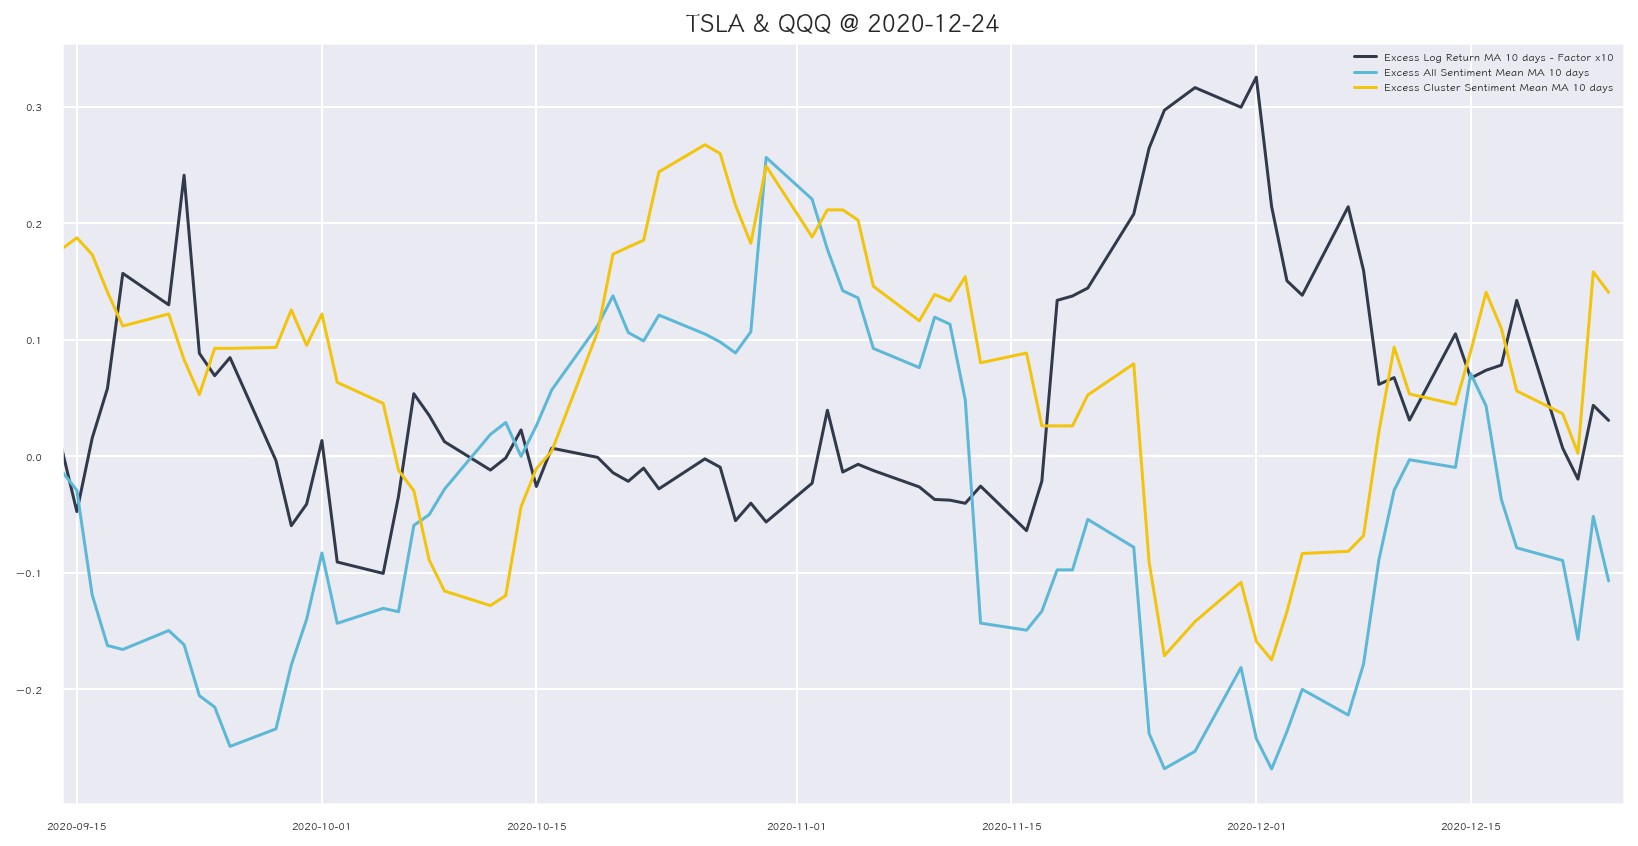 TSLA & QQQ @ 2020-12-24
Excess Log Return MA 10 days - Factor x10
Excess All Sentiment Mean MA 10 days
Excess Cluster Sentiment Mean MA 10 days
0.3
0.2
0.1
0.0
−0.1
−0.2
2020-09-15 2020-10-01 2020-10-15 2020-11-01 2020-11-15 2020-12-01 2020-12-15